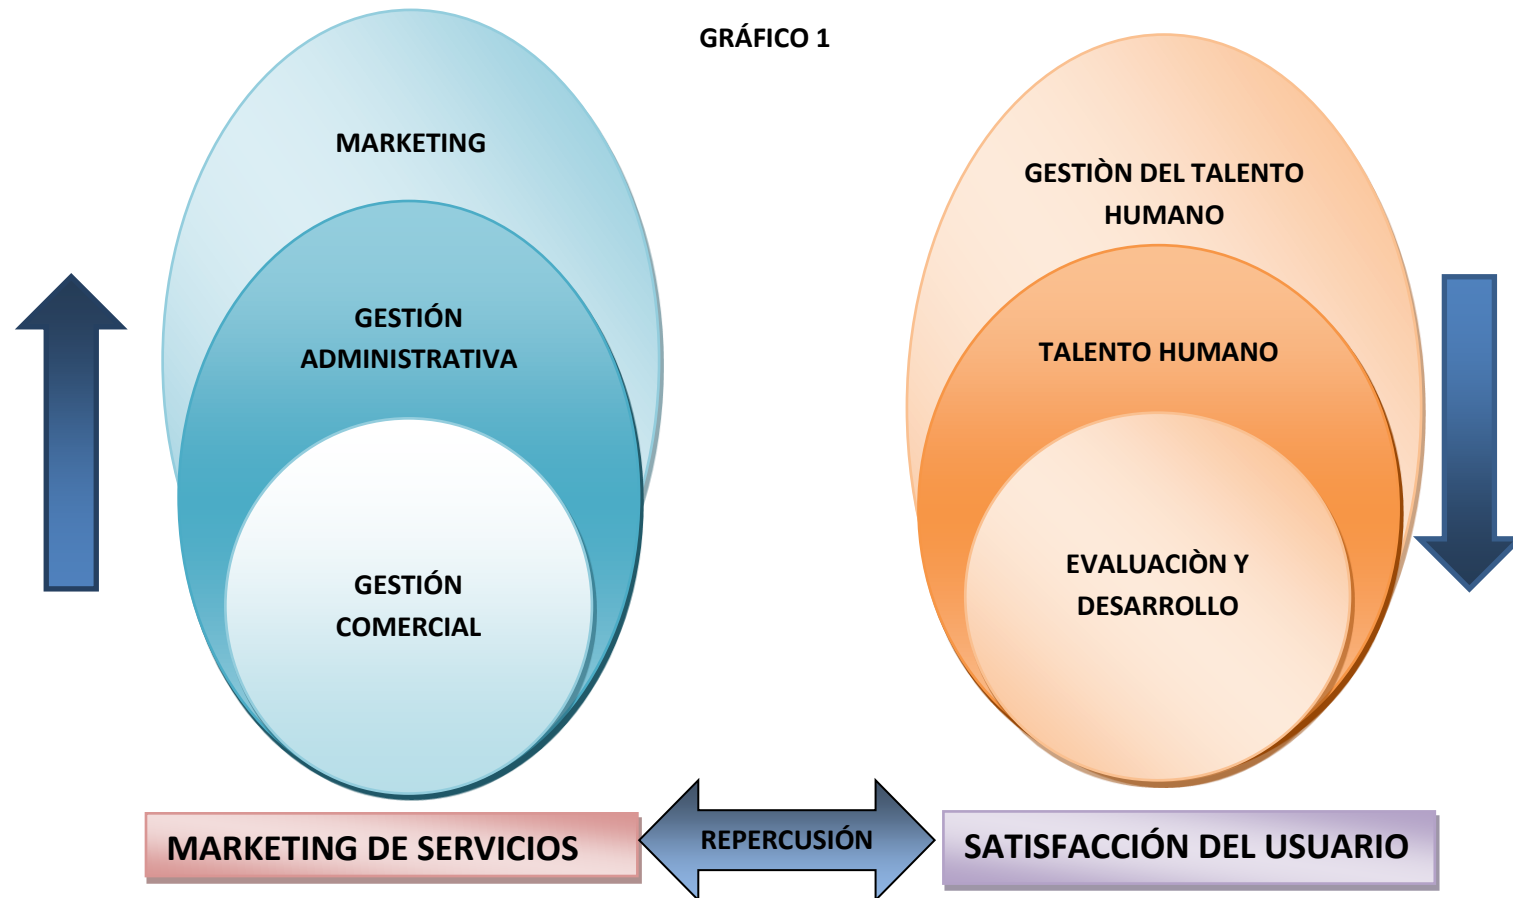 GRÁFICO 1
MARKETING
GESTIÓN
ADMINISTRATIVA
GESTIÓN
COMERCIAL
GESTIÒN DEL TALENTO
HUMANO
TALENTO HUMANO
EVALUACIÒN Y
DESARROLLO
MARKETING DE SERVICIOS
REPERCUSIÓN
SATISFACCIÓN DEL USUARIO